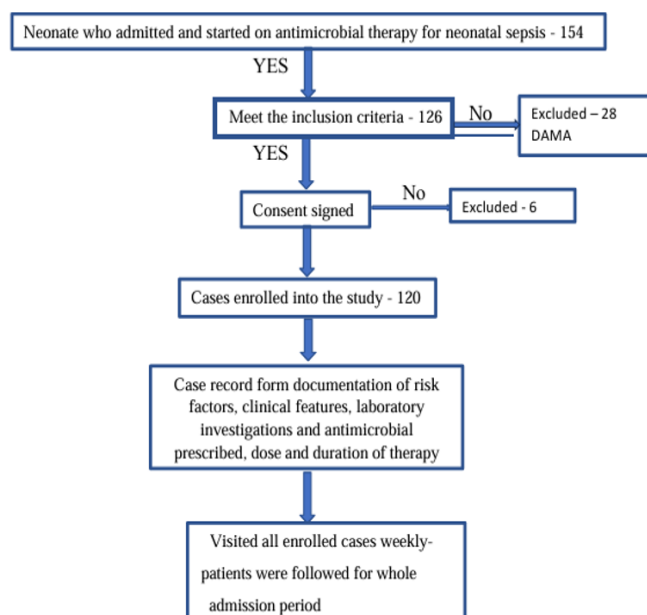 Neonate who admitted and started on antimicrobial therapy for neonatal sepsis - 154
YES
Meet the inclusion criteria - 126
No
Excluded – 28
DAMA
YES
Consent signed
No
Excluded - 6
Cases enrolled into the study - 120
Case record form documentation of risk
factors, clinical features, laboratory
investigations and antimicrobial
prescribed, dose and duration of therapy
Visited all enrolled cases weekly-
patients were followed for whole
admission period